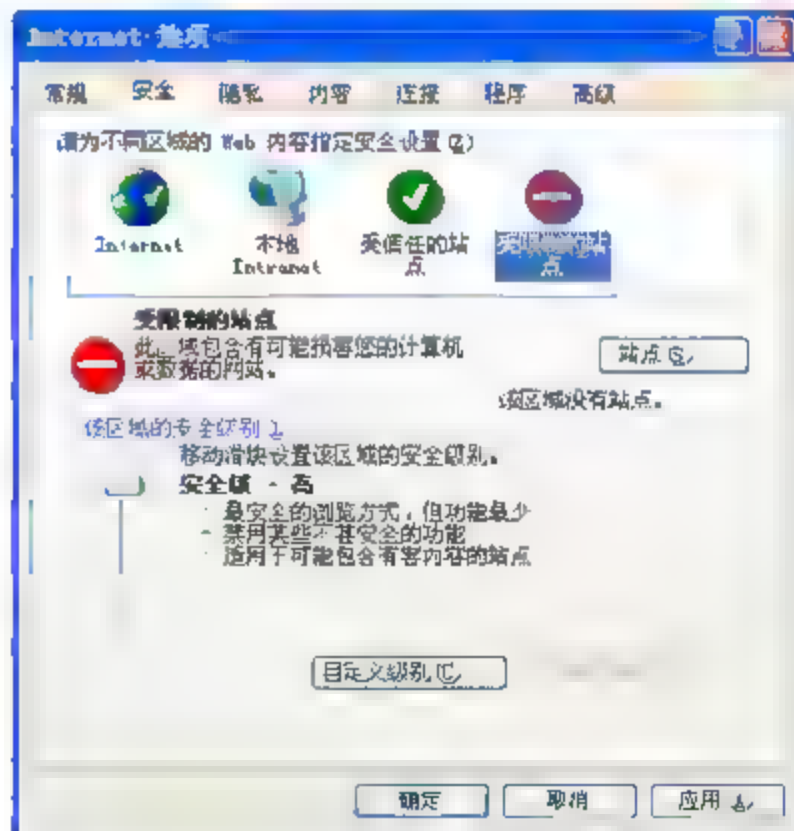 Internet 选项
常规 安全 隐私 内容 连接 程序 高级
请为不同区域的 Web 内容指定安全设置(Z)
Internet
本地
Intranet
受信任的站
点
受限制的站
点
受限制的站点
此区域包含有可能损害您的计算机
或数据的网站。
站点(S)
该区域没有站点。
该区域的安全级别
移动滑块设置该区域的安全级别。
安全级 - 高
最安全的浏览方式，但功能最少
禁用某些不甚安全的功能
适用于可能包含有害内容的站点
自定义级别(C)
确定 取消 应用(A)